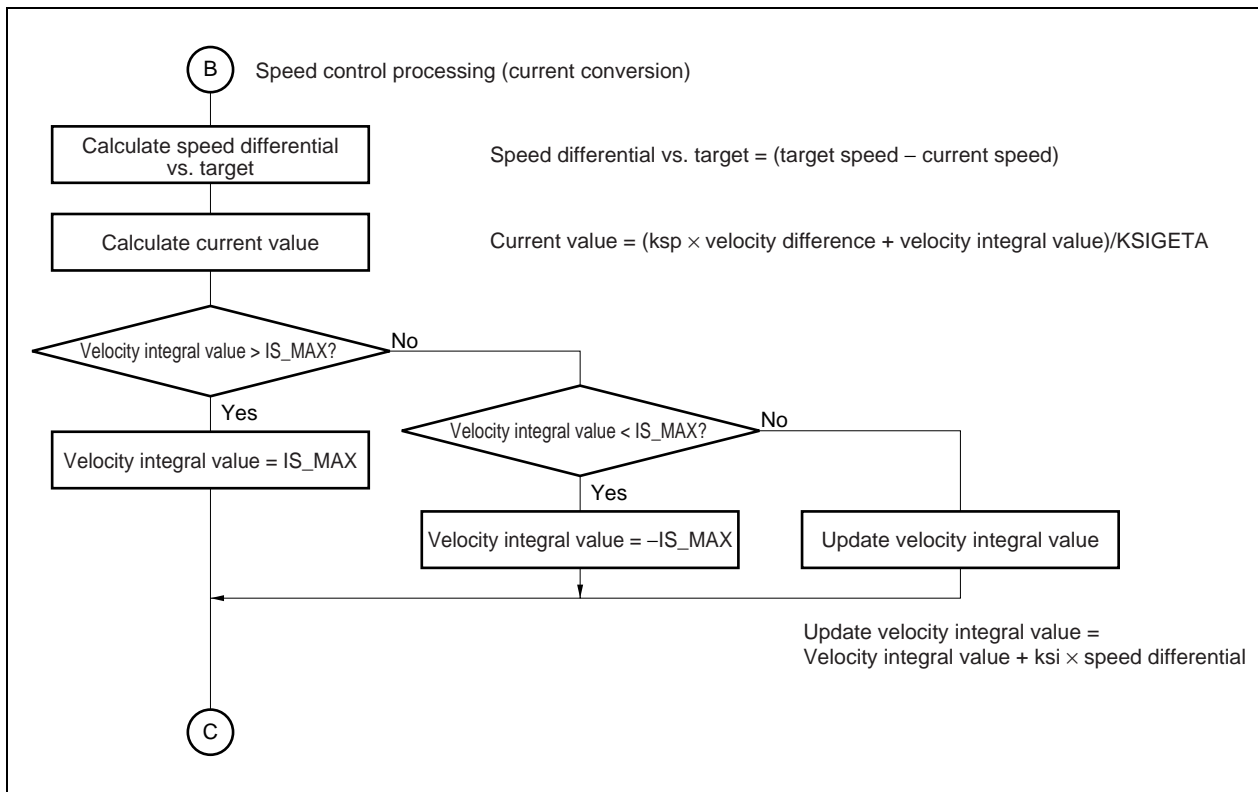 B
Speed control processing (current conversion)
Calculate speed differential
vs. target
Speed differential vs. target = (target speed − current speed)
Calculate current value
Current value = (ksp × velocity difference + velocity integral value)/KSIGETA
Velocity integral value > IS_MAX?
No
Yes
Velocity integral value < IS_MAX?
No
Velocity integral value = IS_MAX
Yes
Velocity integral value = −IS_MAX
Update velocity integral value
Update velocity integral value =
Velocity integral value + ksi × speed differential
C